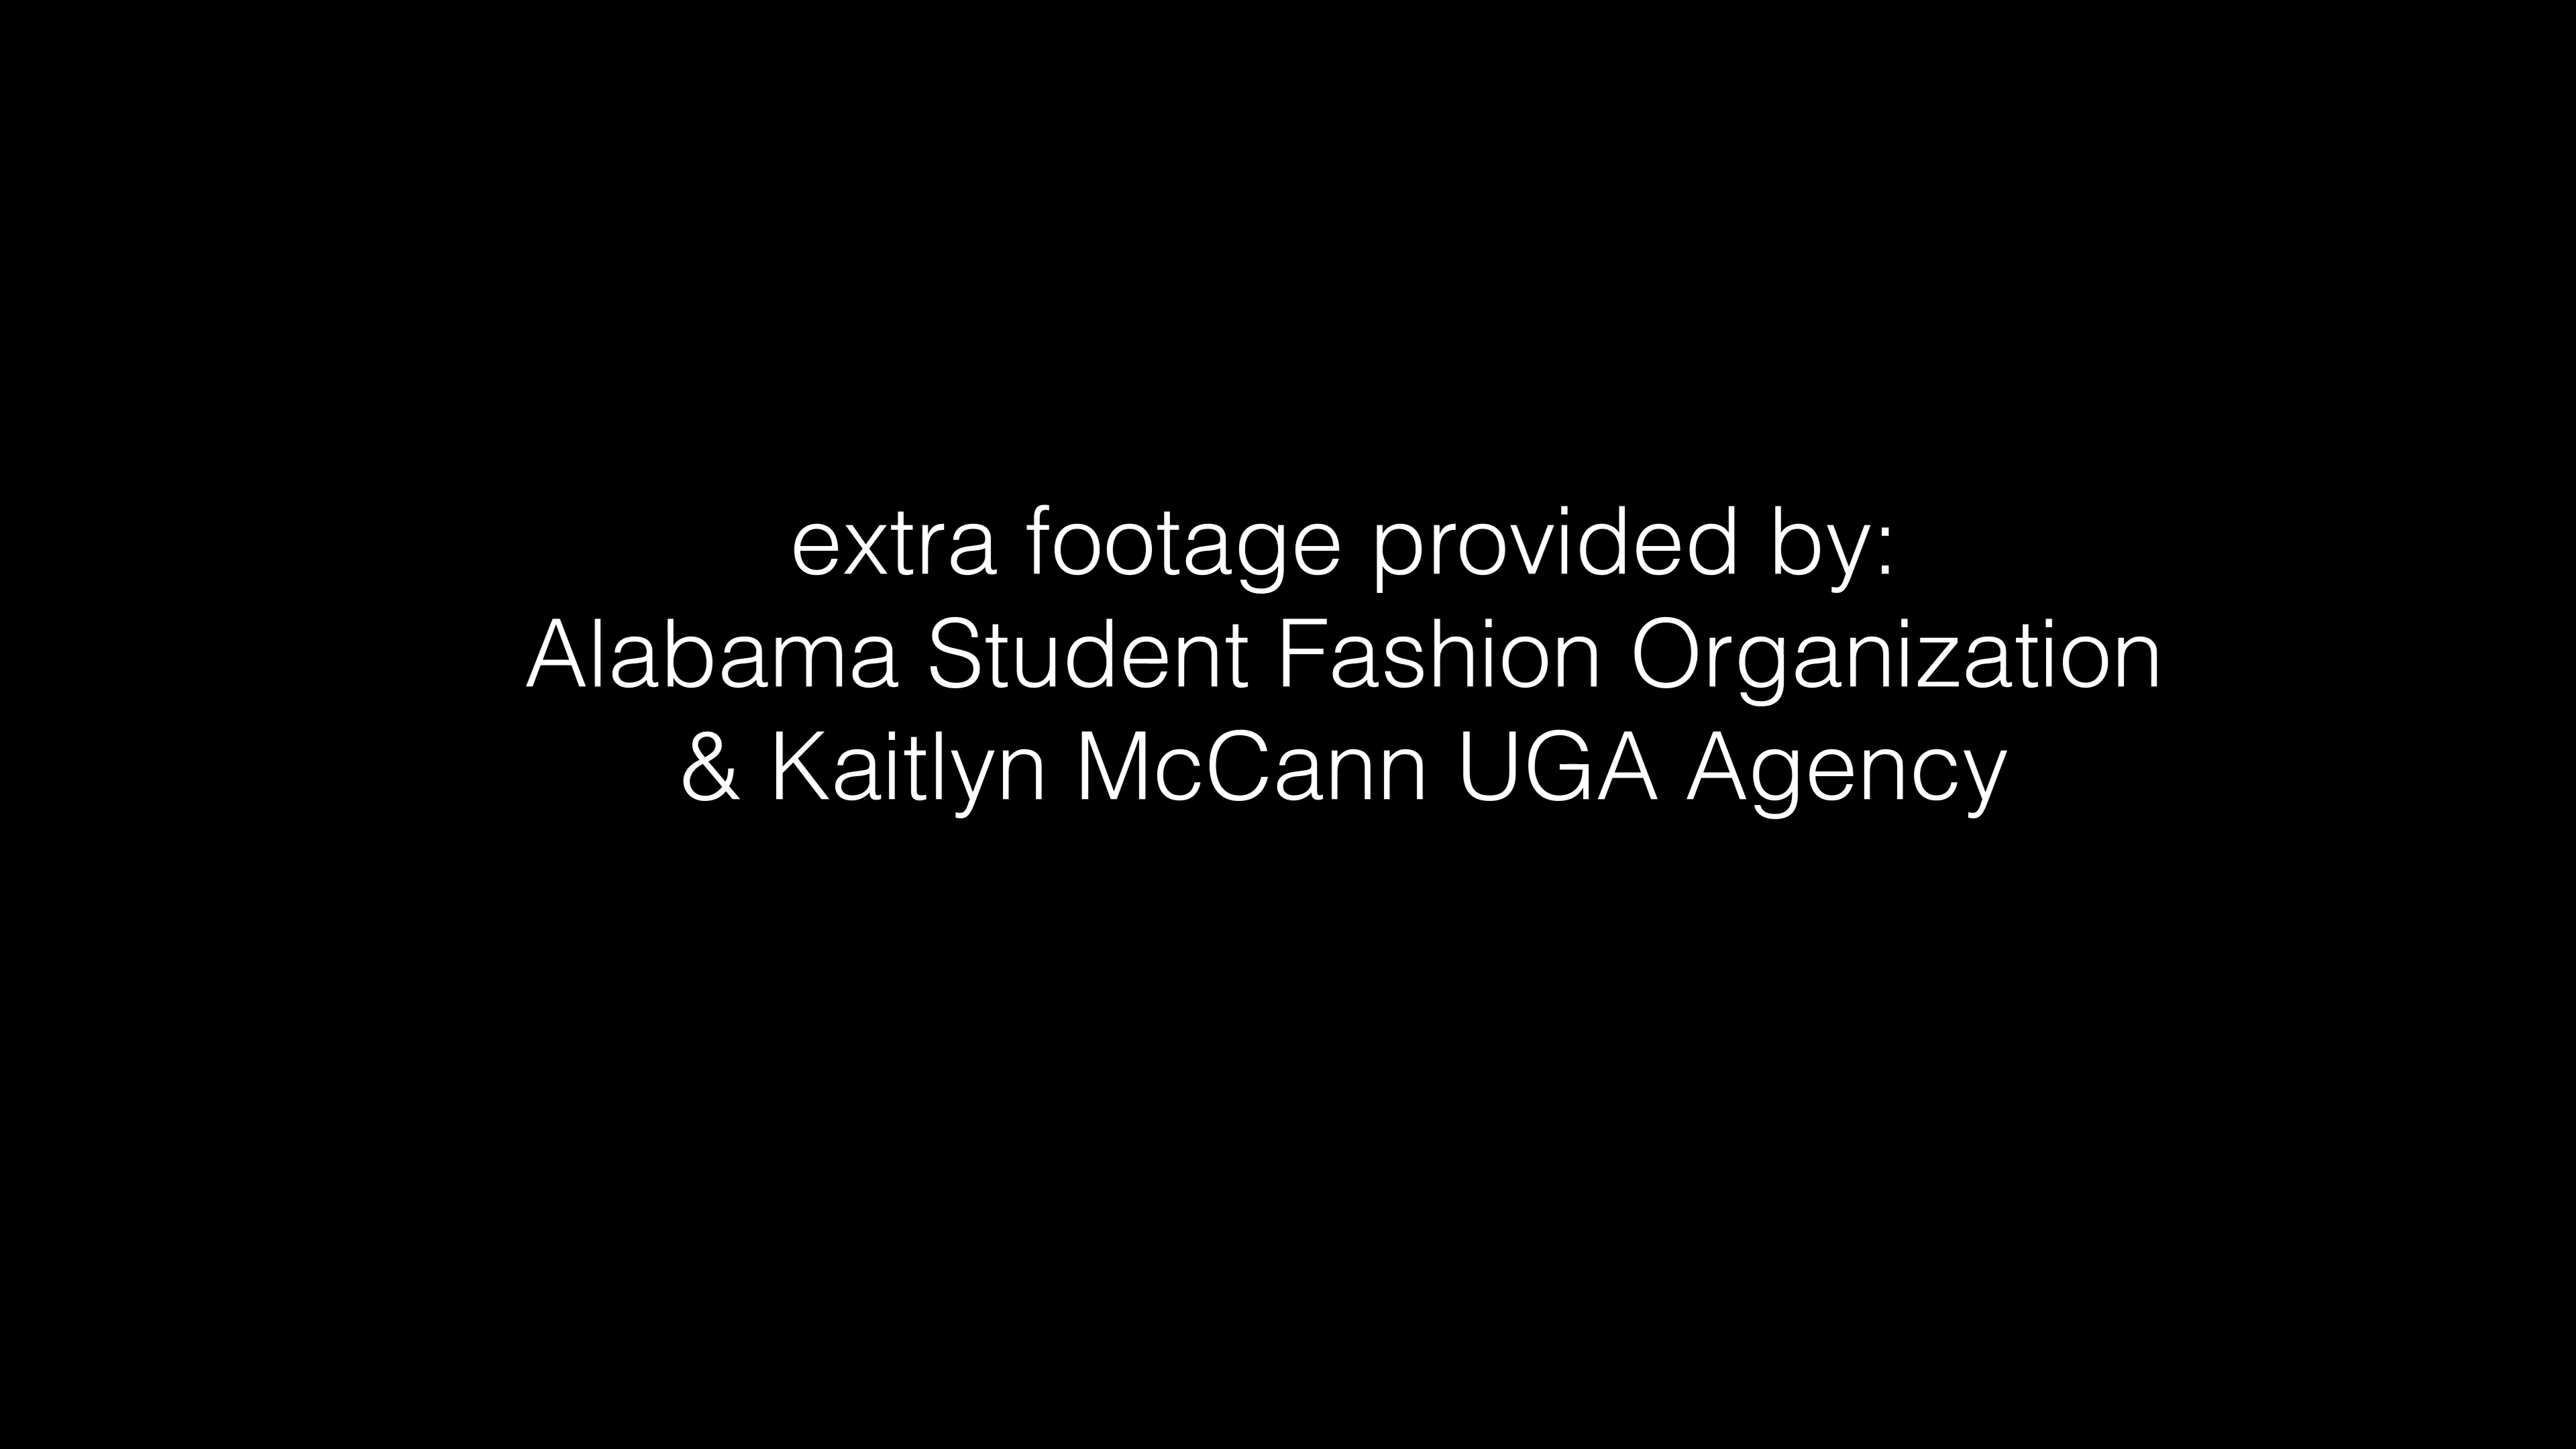 extra footage provided by:
Alabama Student Fashion Organization
& Kaitlyn McCann UGA Agency